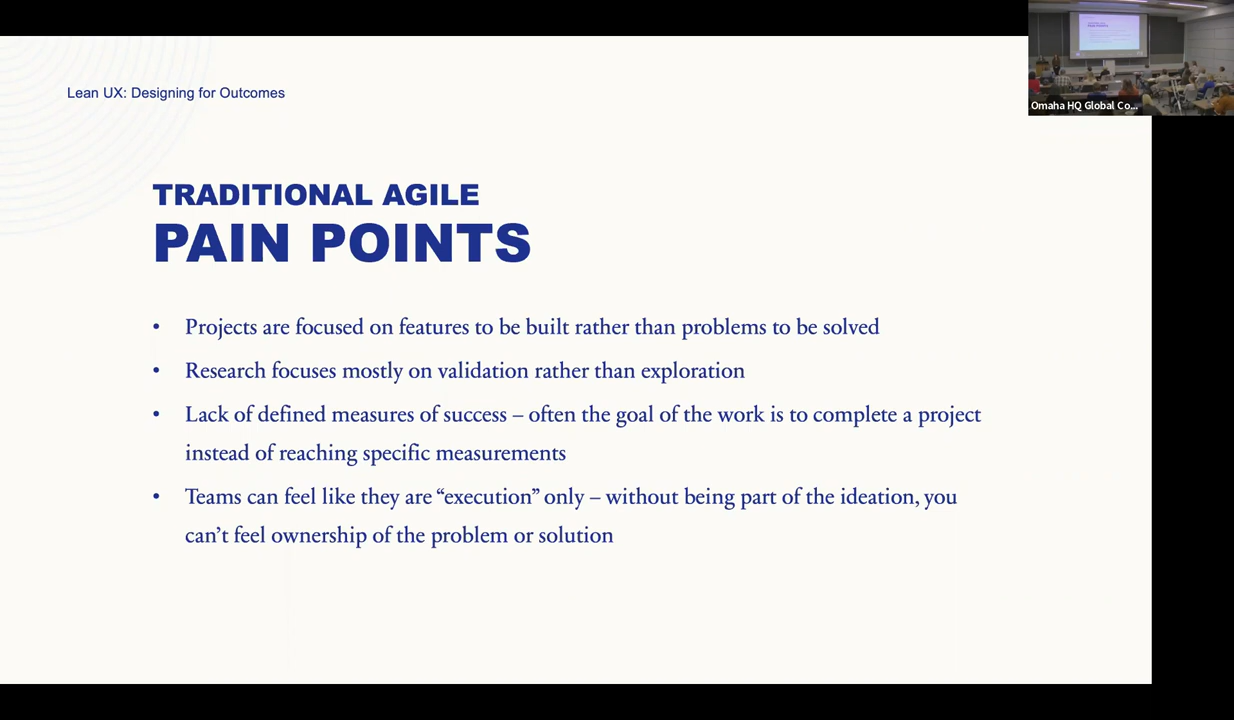 Lean UX: Designing for Outcomes
TRADITIONAL AGILE
PAIN POINTS
• Projects are focused on features to be built rather than problems to be solved
• Research focuses mostly on validation rather than exploration
• Lack of defined measures of success – often the goal of the work is to complete a project
instead of reaching specific measurements
• Teams can feel like they are “execution” only – without being part of the ideation, you
can’t feel ownership of the problem or solution
Omaha HQ Global Co...